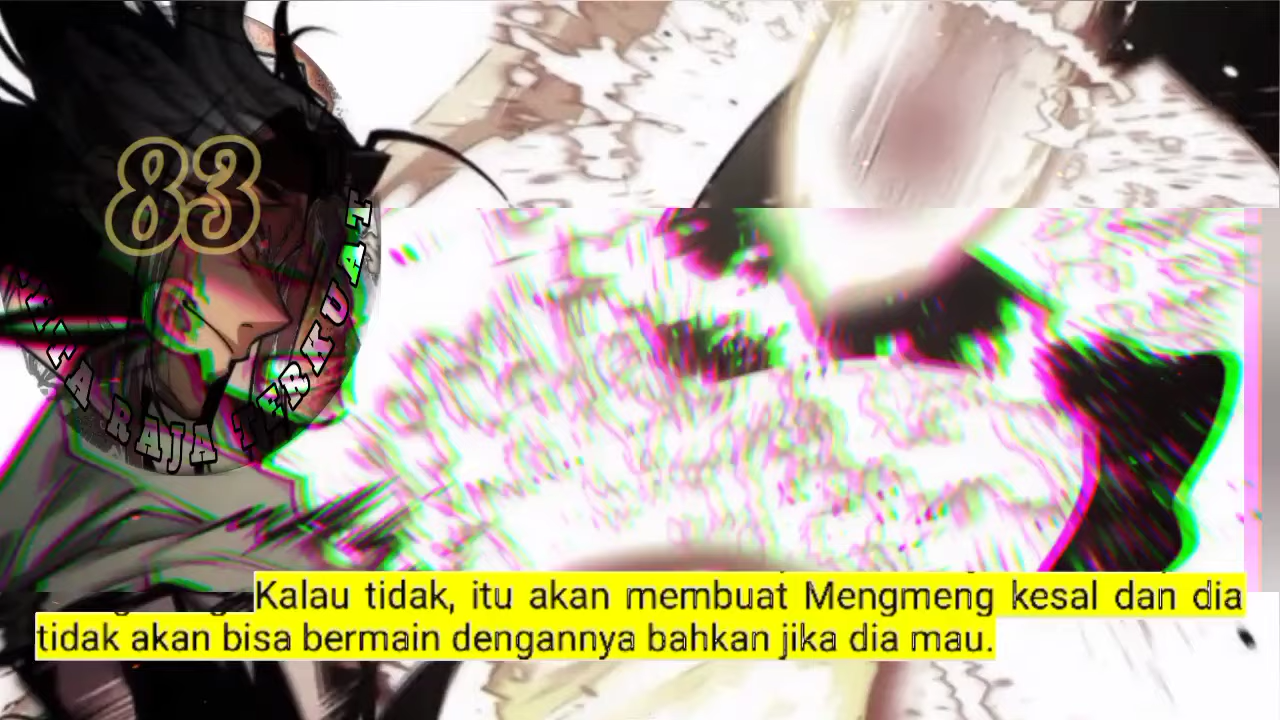 83
RAJA TERKUAT
Kalau tidak, itu akan membuat Mengmeng kesal dan dia
tidak akan bisa bermain dengannya bahkan jika dia mau.